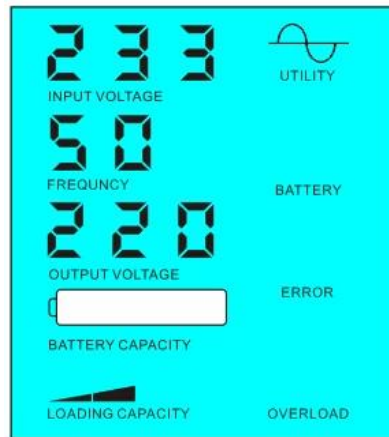 233
UTILITY
INPUT VOLTAGE
50
FREQUNCY
BATTERY
220
OUTPUT VOLTAGE
ERROR
BATTERY CAPACITY
LOADING CAPACITY
OVERLOAD